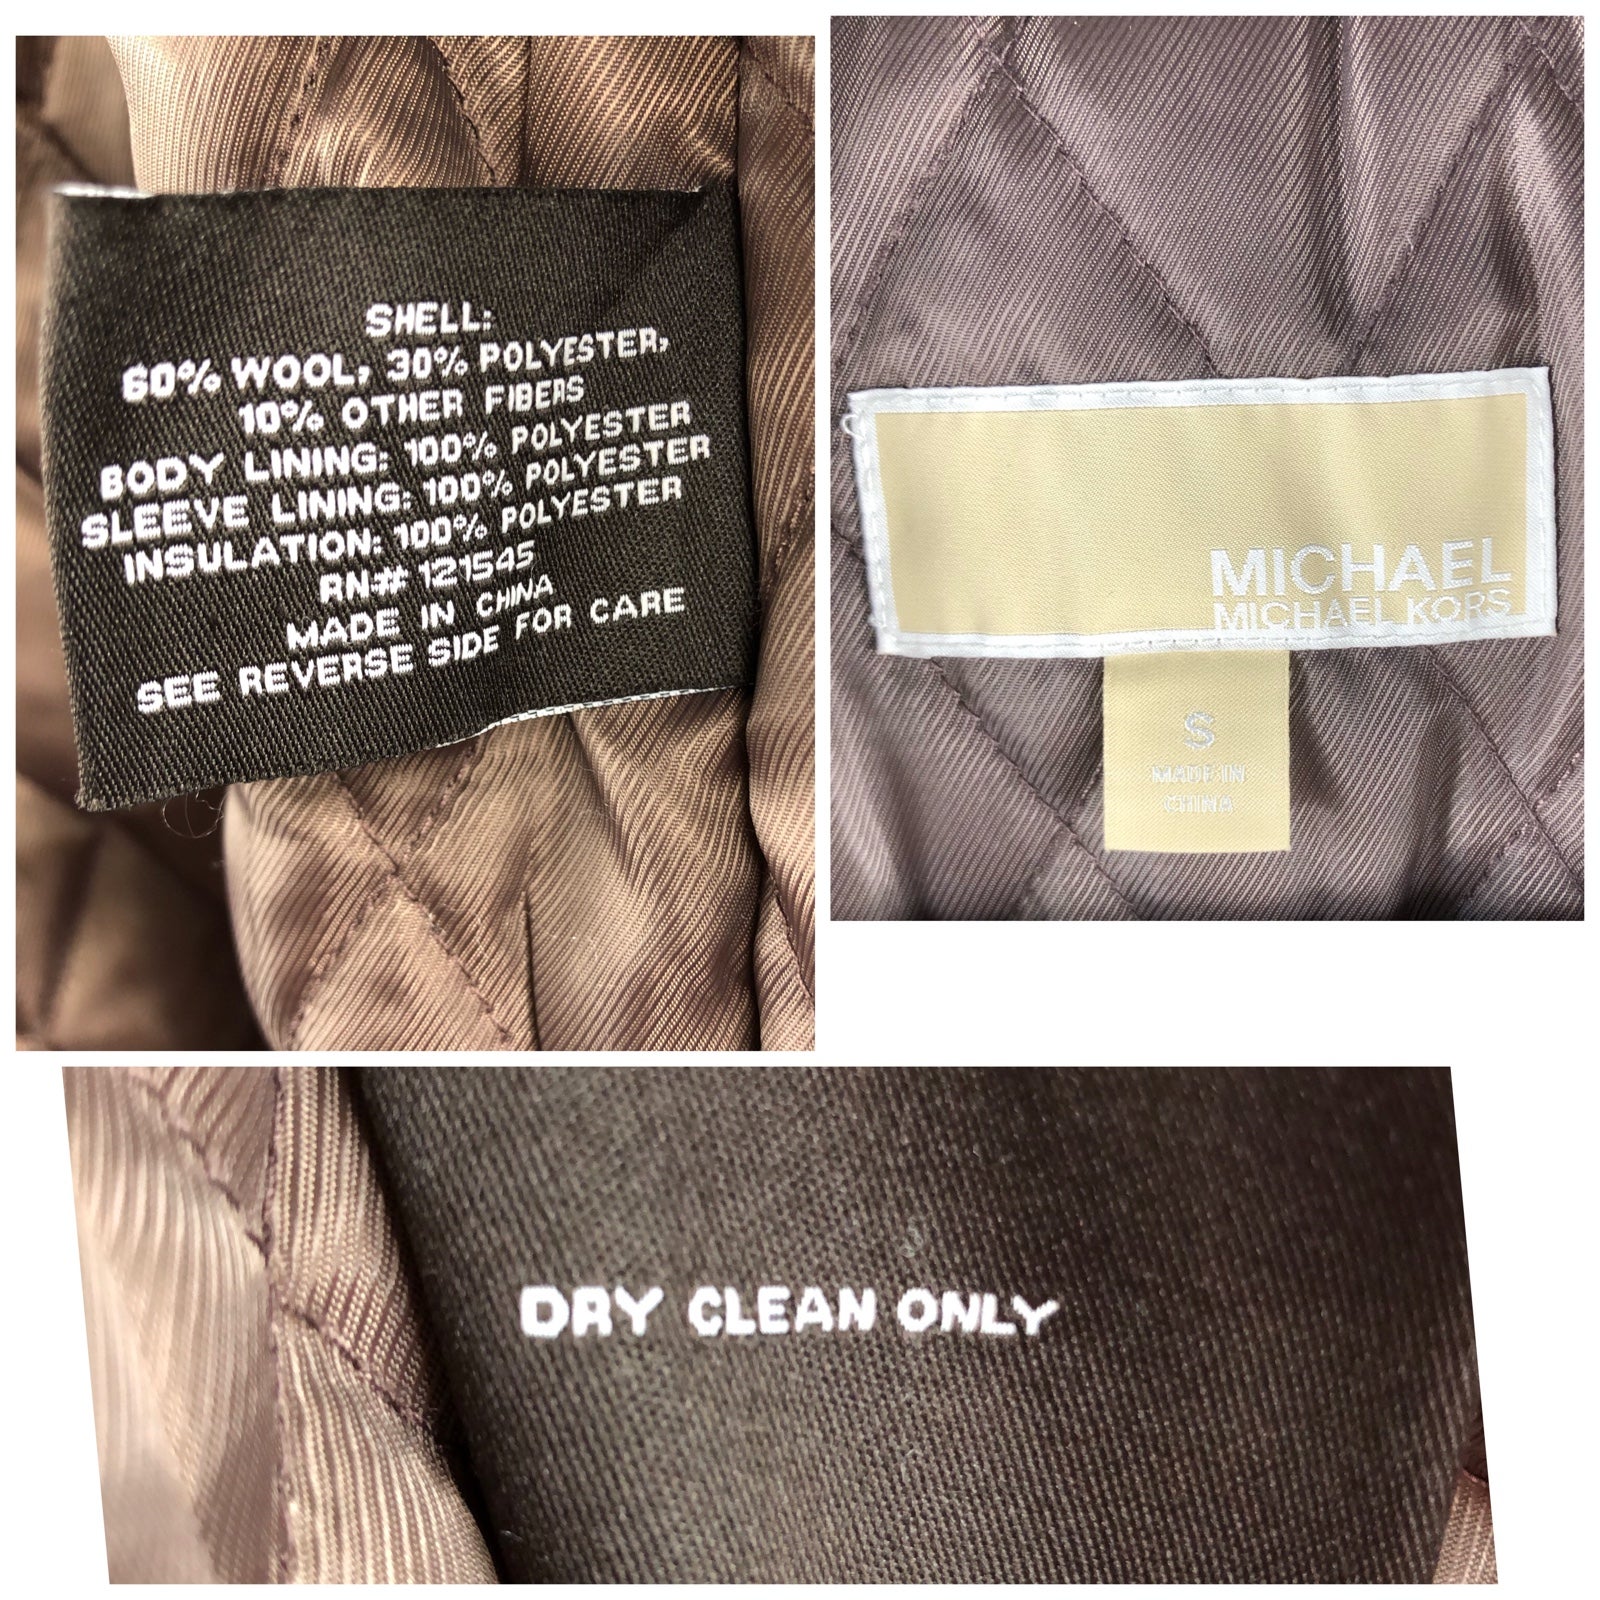 SHELL:
60% WOOL, 30% POLYESTER,
10% OTHER FIBERS
BODY LINING: 100% POLYESTER
SLEEVE LINING: 100% POLYESTER
INSULATION: 100% POLYESTER
RN# 121545
MADE IN CHINA
SEE REVERSE SIDE FOR CARE
MICHAEL
MICHAEL KORS
S
MADE IN
CHINA
DRY CLEAN ONLY